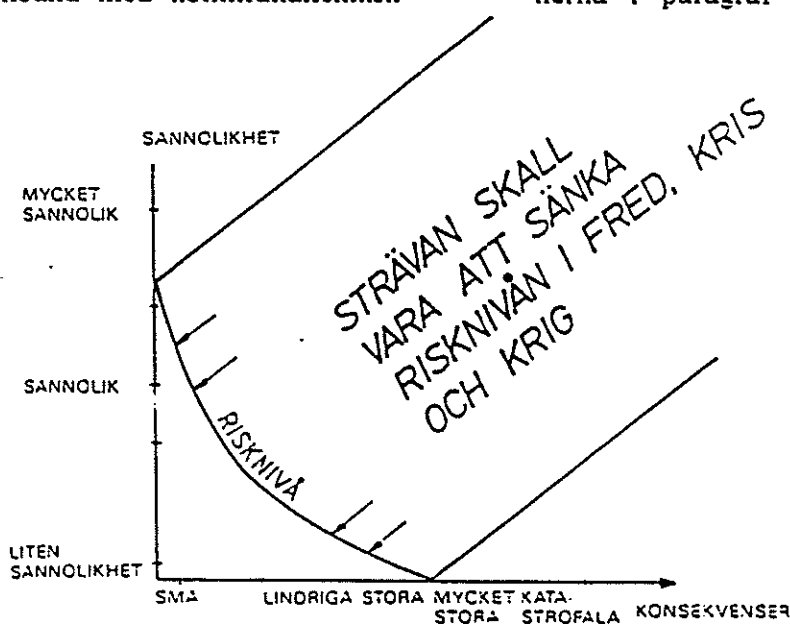 SANNOLIKHET
MYCKET
SANNOLIK
SANNOLIK
LITEN
SANNOLIKHET
STRÄVAN SKALL
VARA ATT SÄNKA
RISKNIVÅN I FRED, KRIS
OCH KRIG
RISKNIVÅ
SMA LINDRIGA STORA MYCKET KATA-
STORA STROFALA KONSEKVENSER